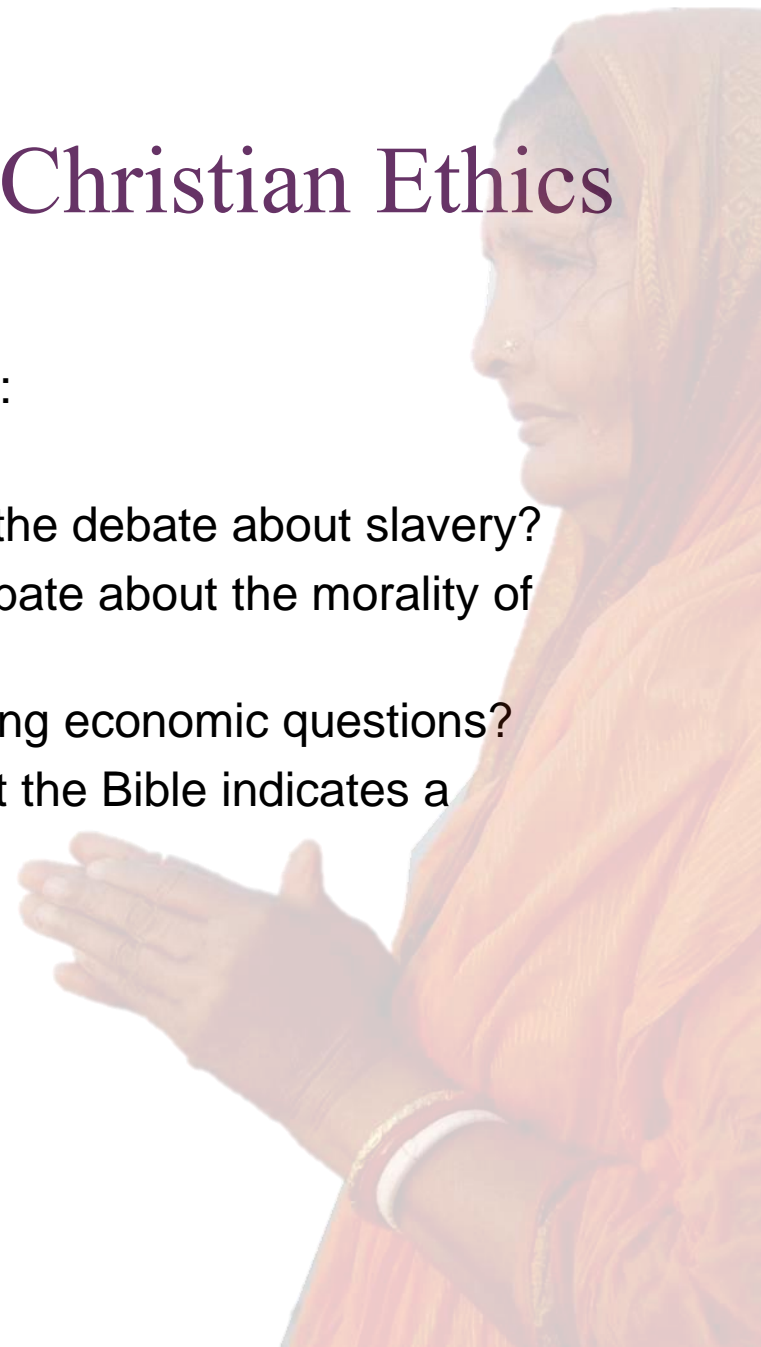 Christian Ethics
:
the debate about slavery?
bate about the morality of
ng economic questions?
t the Bible indicates a